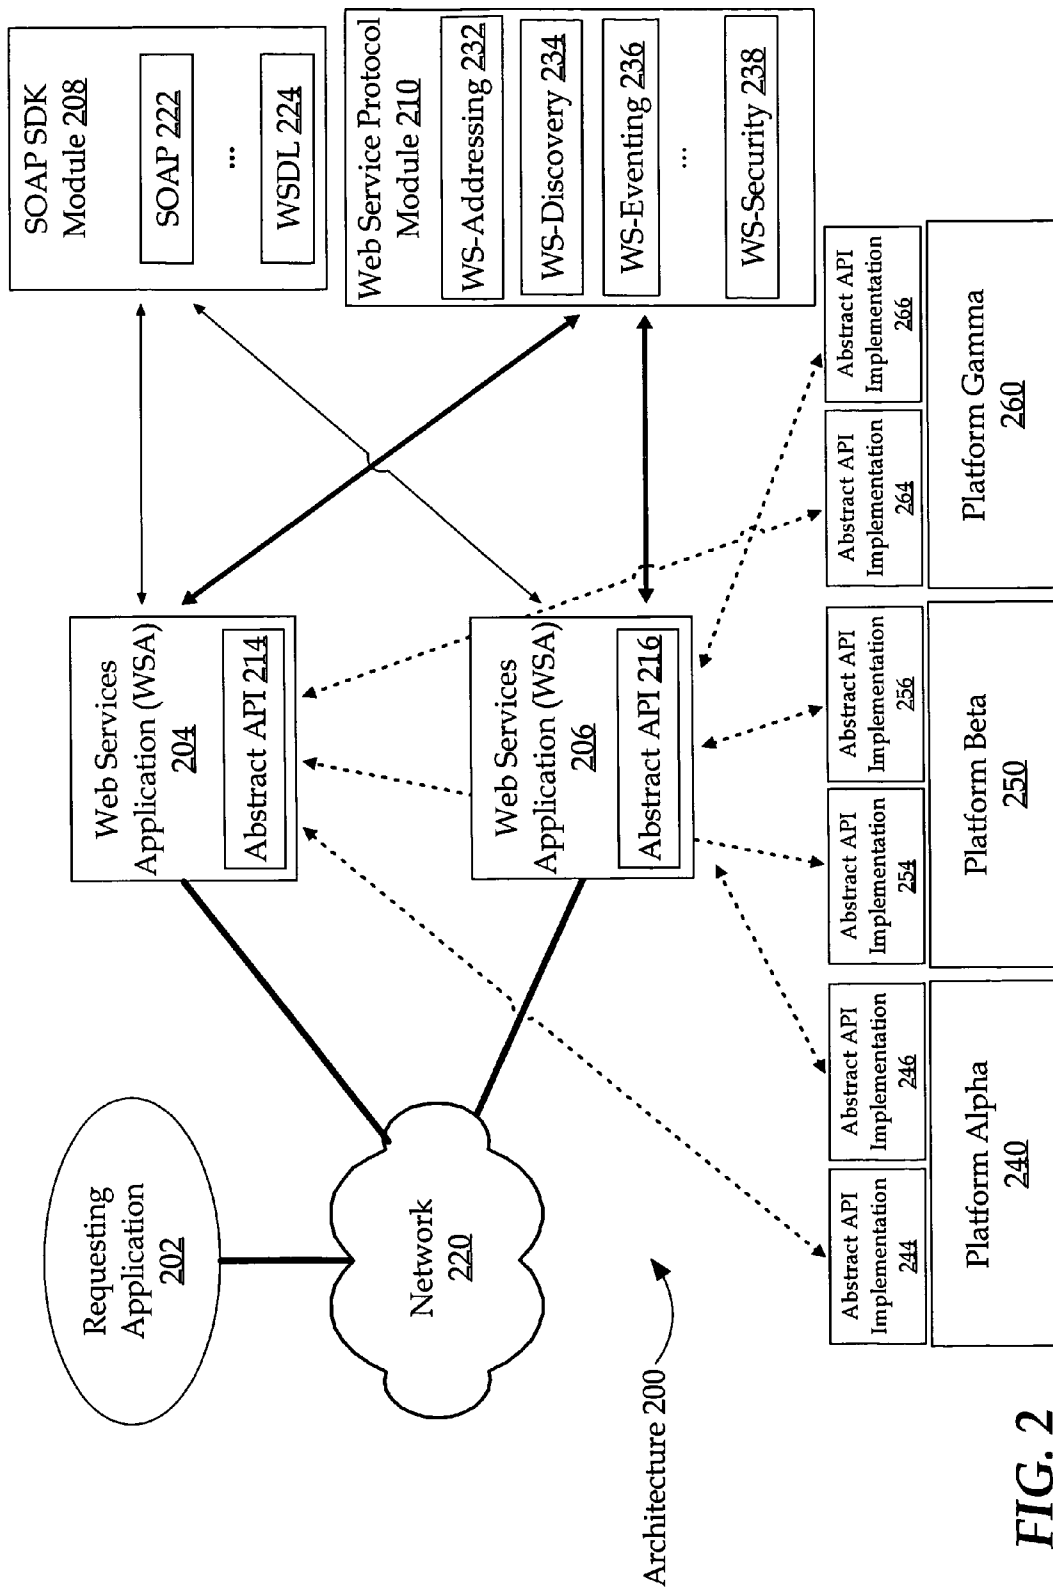 Requesting
Application
202
Network
220
Architecture 200
Web Services
Application (WSA)
204
Abstract API 214
Web Services
Application (WSA)
206
Abstract API 216
SOAP SDK
Module 208
SOAP 222
...
WSDL 224
Web Service Protocol
Module 210
WS-Addressing 232
WS-Discovery 234
WS-Eventing 236
...
WS-Security 238
Abstract API
Implementation
244
Abstract API
Implementation
246
Abstract API
Implementation
254
Abstract API
Implementation
256
Abstract API
Implementation
264
Abstract API
Implementation
266
Platform Alpha
240
Platform Beta
250
Platform Gamma
260
FIG. 2